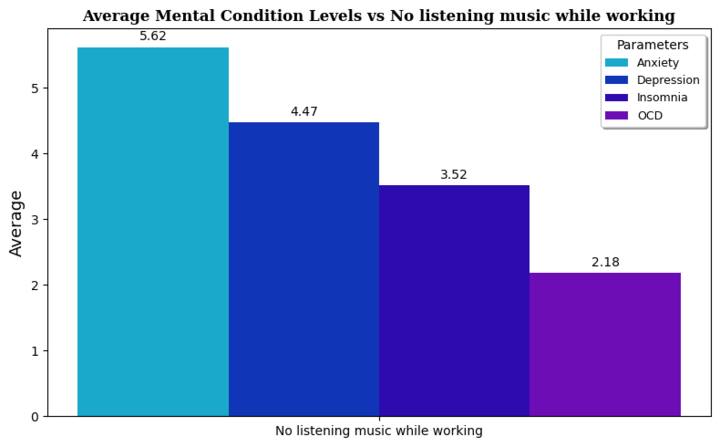 Average Mental Condition Levels vs No listening music while working
5.62
4.47
3.52
2.18
Parameters
Anxiety
Depression
Insomnia
OCD
Average
5
4
3
2
1
0
No listening music while working